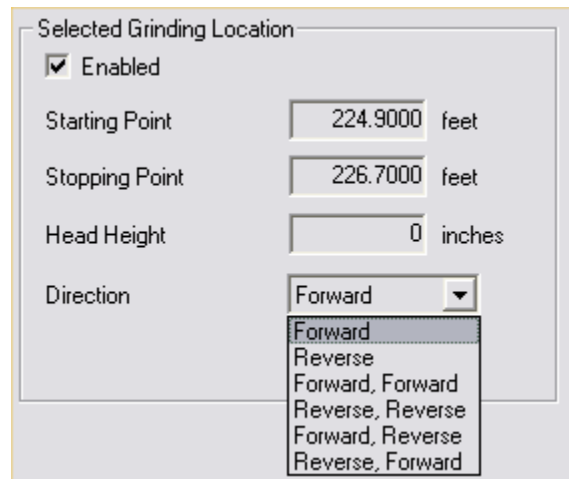 Selected Grinding Location
Enabled
Starting Point 224.9000 feet
Stopping Point 226.7000 feet
Head Height 0 inches
Direction Forward
Forward
Reverse
Forward, Forward
Reverse, Reverse
Forward, Reverse
Reverse, Forward